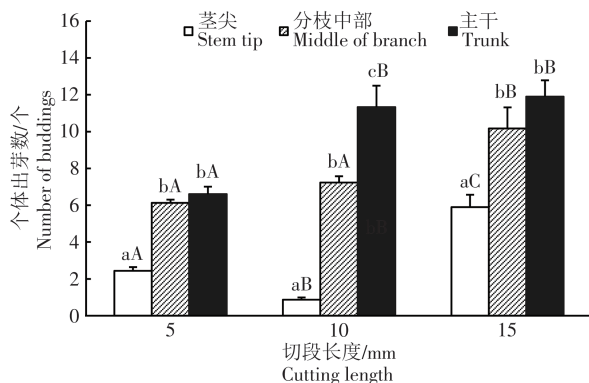 茎尖 分枝中部 主干
Stem tip Middle of branch Trunk
16
14
12
10
8
6
4
2
0
个体出芽数/个
Number of buddings
aA bA bA
aB bA cB
bB
aC bB bB
5 10 15
切段长度/mm
Cutting length